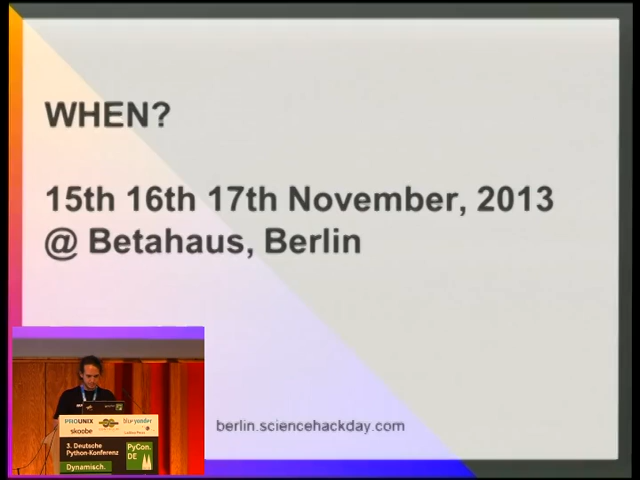 WHEN?
15th 16th 17th November, 2013
@ Betahaus, Berlin
berlin.sciencehackday.com
PROUNIX
skoobe
blueyonder
3. Deutsche
Python-Konferenz
PyCon.
DE
Dynamisch.